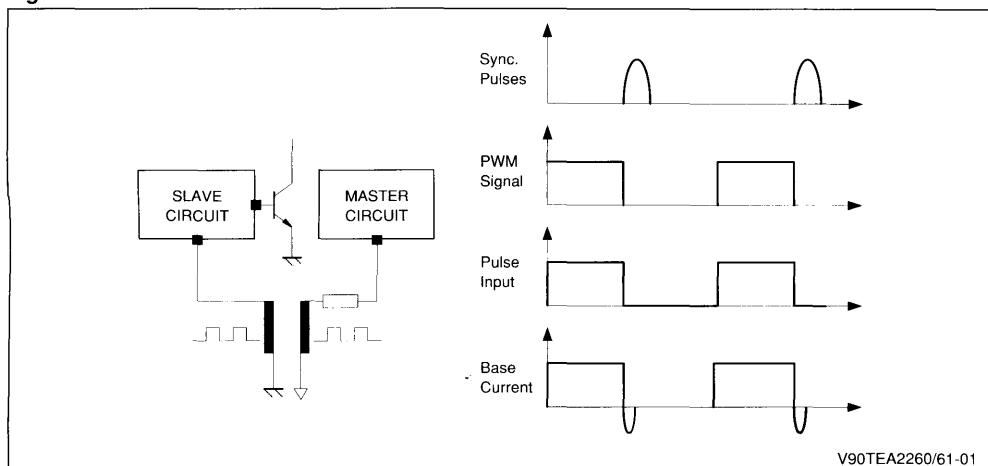 SLAVE
CIRCUIT
MASTER
CIRCUIT
Sync.
Pulses
PWM
Signal
Pulse
Input
Base
Current
V90TEA2260/61-01